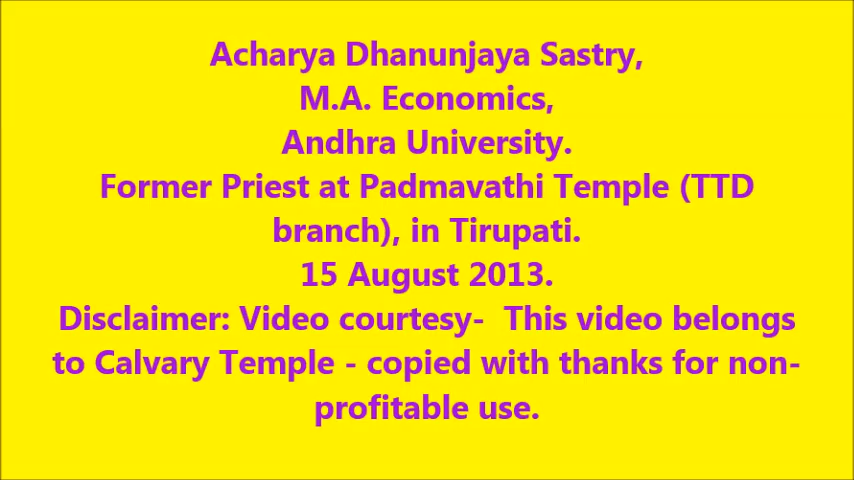 Acharya Dhanunjaya Sastry,
M.A. Economics,
Andhra University.
Former Priest at Padmavathi Temple (TTD
branch), in Tirupati.
15 August 2013.
Disclaimer: Video courtesy-  This video belongs
to Calvary Temple - copied with thanks for non-
profitable use.